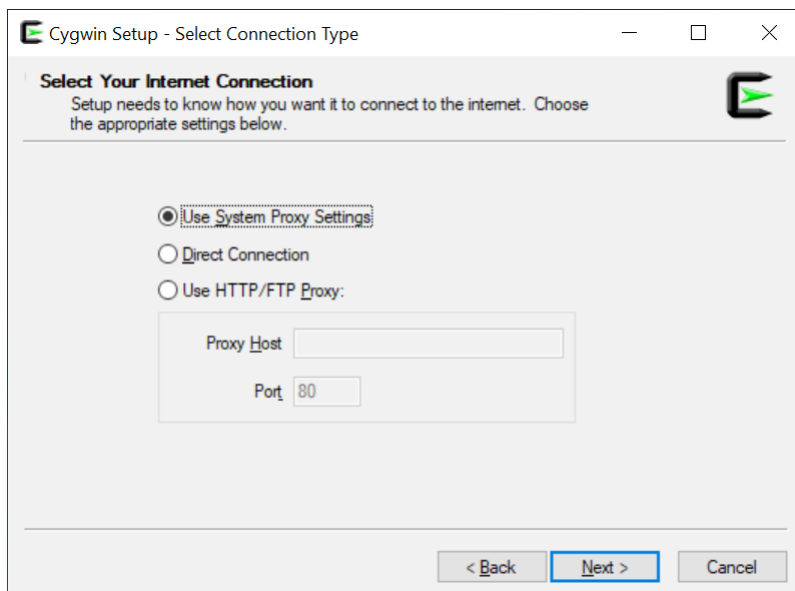 Cygwin Setup - Select Connection Type
Select Your Internet Connection
Setup needs to know how you want it to connect to the internet. Choose
the appropriate settings below.
Use System Proxy Settings
Direct Connection
Use HTTP/FTP Proxy:
Proxy Host
Port 80
< Back Next > Cancel